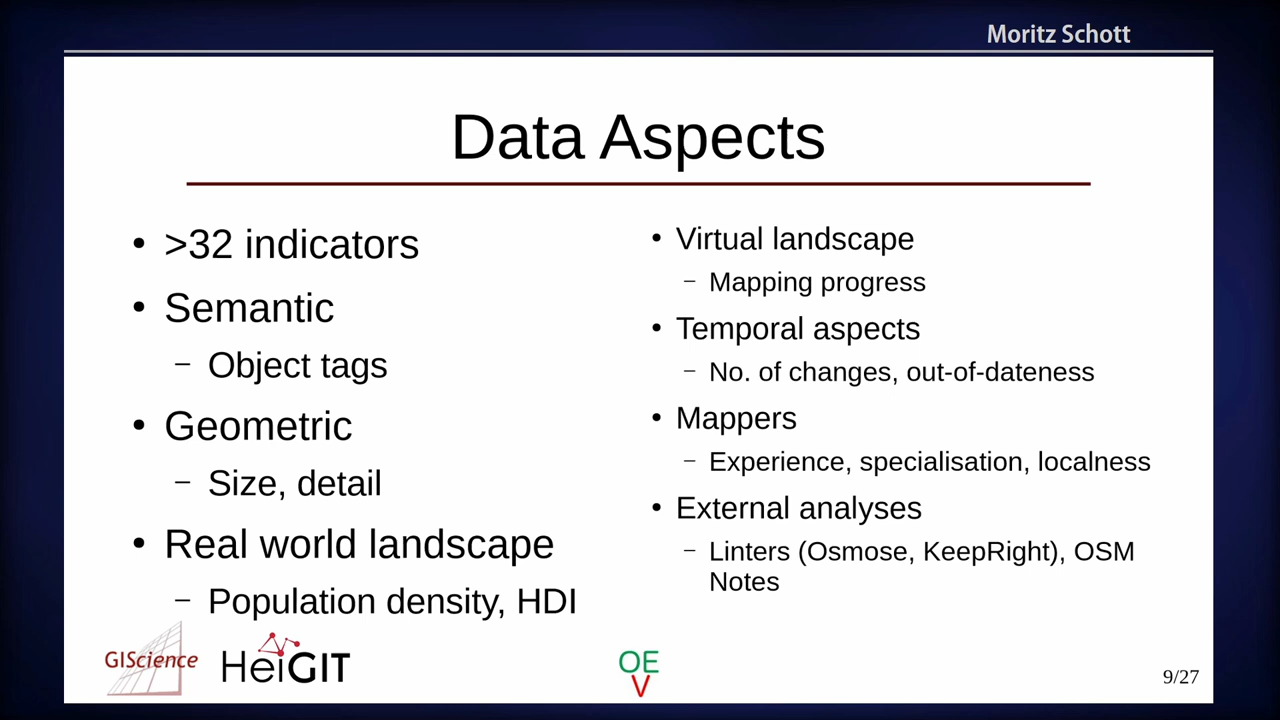 Moritz Schott
Data Aspects
• >32 indicators
• Semantic
– Object tags
• Geometric
– Size, detail
• Real world landscape
– Population density, HDI
• Virtual landscape
– Mapping progress
• Temporal aspects
– No. of changes, out-of-dateness
• Mappers
– Experience, specialisation, localness
• External analyses
– Linters (Osmose, KeepRight), OSM
Notes
GIScience
HeiGIT
OE
V
9/27